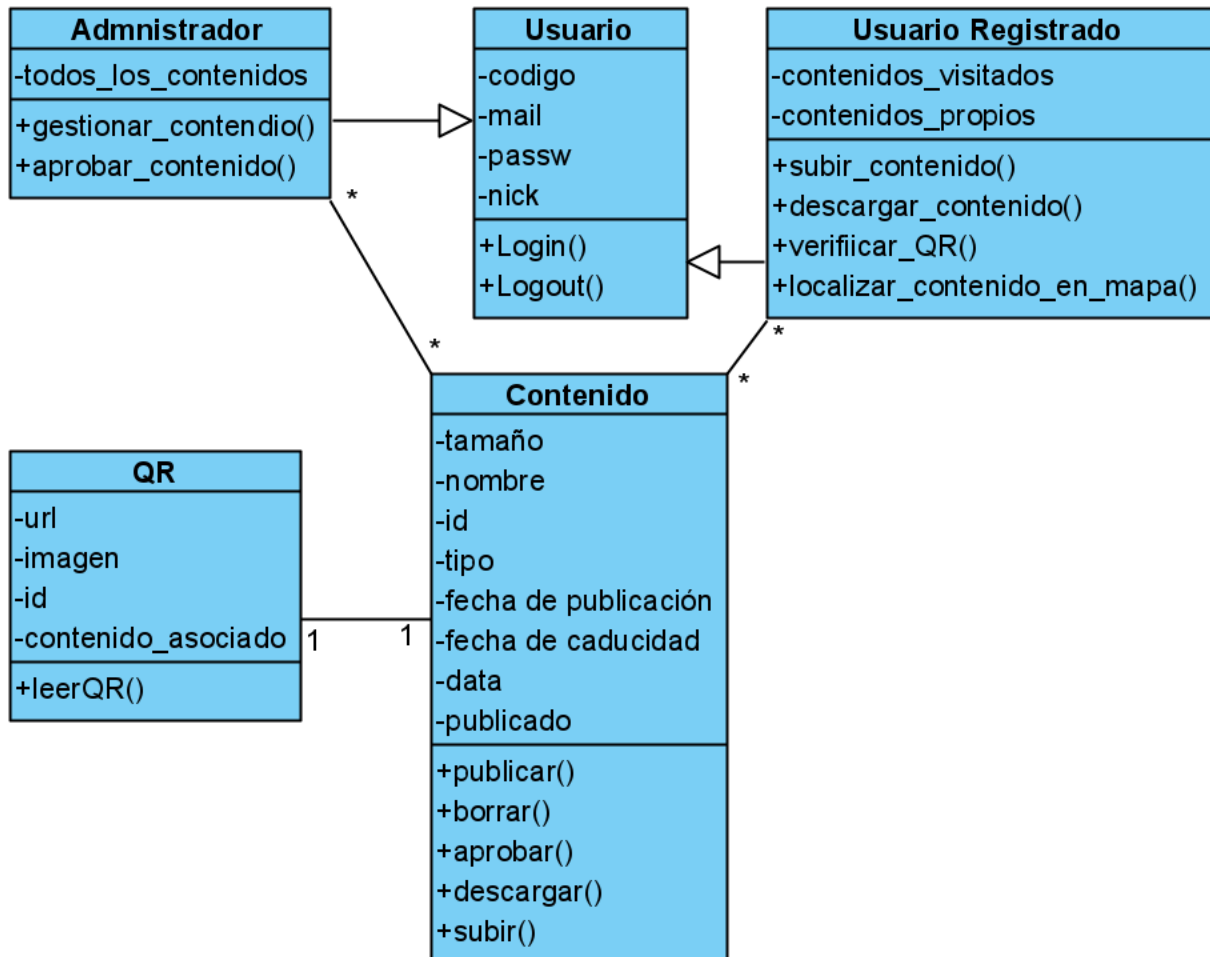 Admnistrador
-todos_los_contenidos
+gestionar_contendio()
+aprobar_contenido()
*
Usuario
-codigo
-mail
-passw
-nick
+Login()
+Logout()
Usuario Registrado
-contenidos_visitados
-contenidos_propios
+subir_contenido()
+descargar_contenido()
+verifiicar_QR()
+localizar_contenido_en_mapa()
*
*
*
QR
-url
-imagen
-id
-contenido_asociado
+leerQR()
1
1
Contenido
-tamaño
-nombre
-id
-tipo
-fecha de publicación
-fecha de caducidad
-data
-publicado
+publicar()
+borrar()
+aprobar()
+descargar()
+subir()